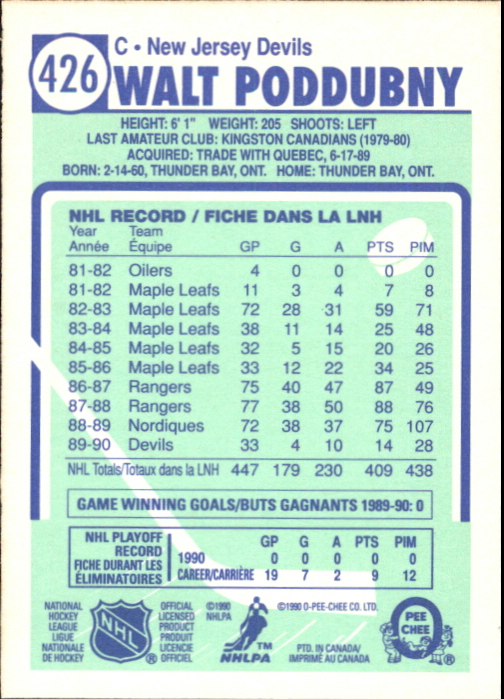 426
C • New Jersey Devils
WALT PODDUBNY
HEIGHT: 6' 1" WEIGHT: 205 SHOOTS: LEFT
LAST AMATEUR CLUB: KINGSTON CANADIANS (1979-80)
ACQUIRED: TRADE WITH QUEBEC, 6-17-89
BORN: 2-14-60, THUNDER BAY, ONT. HOME: THUNDER BAY, ONT.
NHL RECORD / FICHE DANS LA LNH
Year Team
Année Équipe GP G A PTS PIM
81-82 Oilers 4 0 0 0 0
81-82 Maple Leafs 11 3 4 7 8
82-83 Maple Leafs 72 28 31 59 71
83-84 Maple Leafs 38 11 14 25 48
84-85 Maple Leafs 32 5 15 20 26
85-86 Maple Leafs 33 12 22 34 25
86-87 Rangers 75 40 47 87 49
87-88 Rangers 77 38 50 88 76
88-89 Nordiques 72 38 37 75 107
89-90 Devils 33 4 10 14 28
NHL Totals/Totaux dans la LNH 447 179 230 409 438
GAME WINNING GOALS/BUTS GAGNANTS 1989-90: 0
NHL PLAYOFF
RECORD
FICHE DURANT LES
ÉLIMINATOIRES
GP G A PTS PIM
1990 0 0 0 0 0
CAREER/CARRIÈRE 19 7 2 9 12
NATIONAL
HOCKEY
LEAGUE
LIGUE
NATIONALE
DE HOCKEY
NHL
®
OFFICIAL
LICENSED
PRODUCT
PRODUIT
LICENCIE
OFFICIEL
©1990
NHLPA
TM
NHLPA
©1990 O-PEE-CHEE CO. LTD.
PTD. IN CANADA/
IMPRIMÉ AU CANADA
PEE
CHEE
®